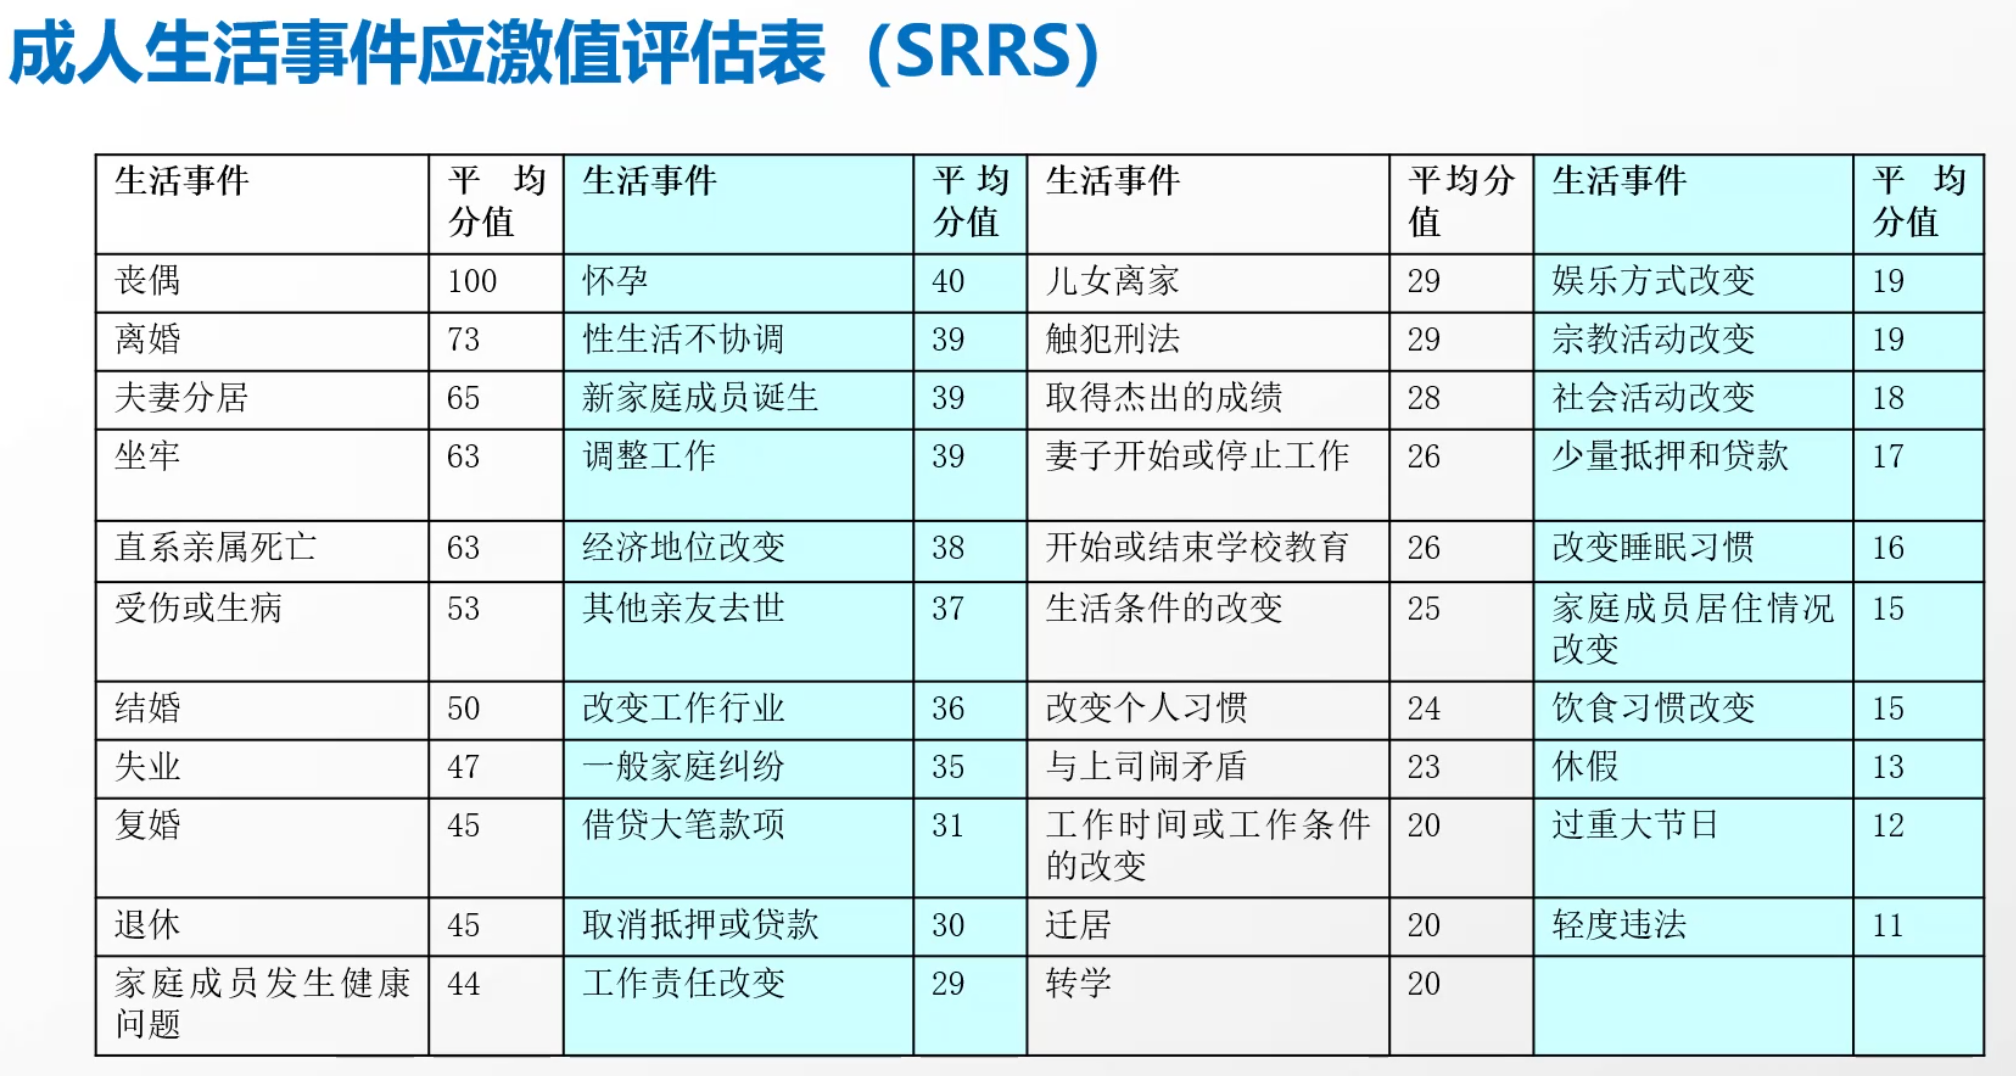 成人生活事件应激值评估表（SRRS）
生活事件 平均分值 生活事件 平均分值 生活事件 平均分值 生活事件 平均分值
丧偶 100 怀孕 40 儿女离家 29 娱乐方式改变 19
离婚 73 性生活不协调 39 触犯刑法 29 宗教活动改变 19
夫妻分居 65 新家庭成员诞生 39 取得杰出的成绩 28 社会活动改变 18
坐牢 63 调整工作 39 妻子开始或停止工作 26 少量抵押和贷款 17
直系亲属死亡 63 经济地位改变 38 开始或结束学校教育 26 改变睡眠习惯 16
受伤或生病 53 其他亲友去世 37 生活条件的改变 25 家庭成员居住情况改变 15
结婚 50 改变工作行业 36 改变个人习惯 24 饮食习惯改变 15
失业 47 一般家庭纠纷 35 与上司闹矛盾 23 休假 13
复婚 45 借贷大笔款项 31 工作时间或工作条件的改变 20 过重大节日 12
退休 45 取消抵押或贷款 30 迁居 20 轻度违法 11
家庭成员发生健康问题 44 工作责任改变 29 转学 20